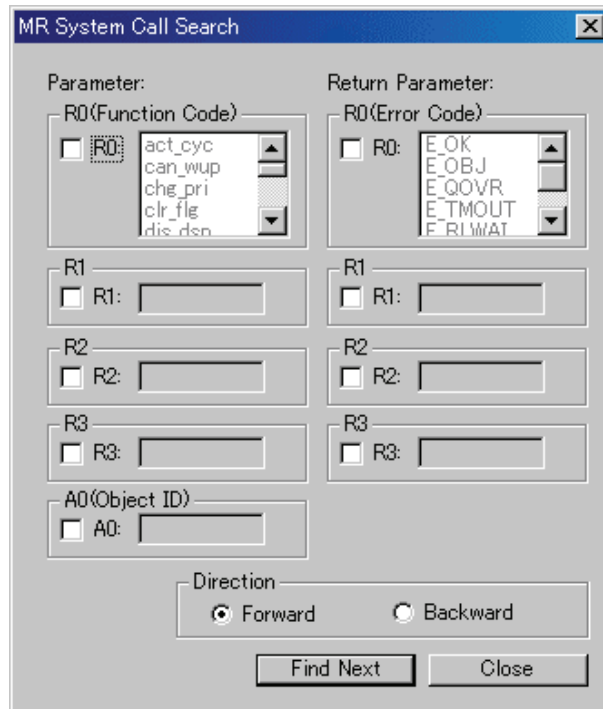 MR System Call Search
Parameter:
R0(Function Code)
R0:
act_cyc
can_wup
chg_pri
clr_flg
dis_dsp
R1
R1:
R2
R2:
R3
R3:
A0(Object ID)
A0:
Return Parameter:
R0(Error Code)
R0:
E_OK
E_OBJ
E_QOVR
E_TMOUT
E_RLWAI
R1
R1:
R2
R2:
R3
R3:
Direction
Forward
Backward
Find Next
Close